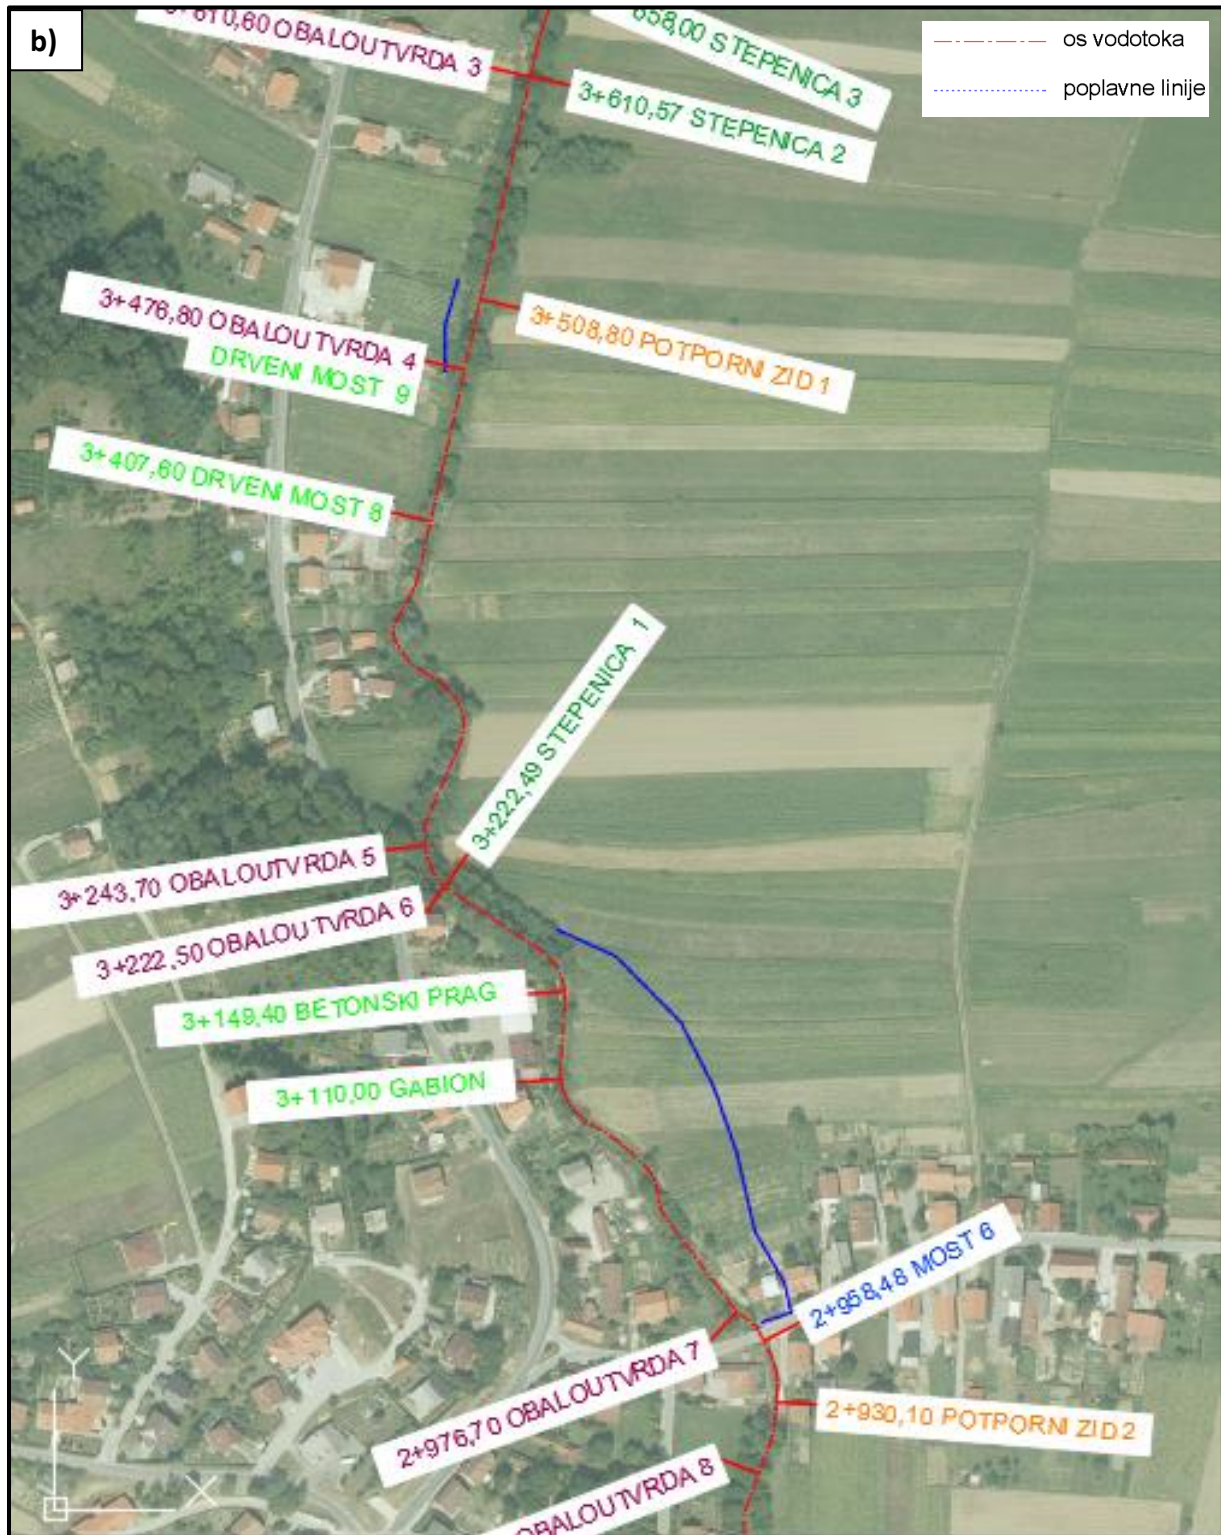 b)
os vodotoka
poplavne linije
3+610,60 OBALOUTVRDA 3
658,00 STEPENICA 3
3+610,57 STEPENICA 2
3+476,80 OBALOUTVRDA 4
DRVENI MOST 9
3+508,80 POTPORNI ZID 1
3+407,60 DRVENI MOST 8
3+222,49 STEPENICA 1
3+243,70 OBALOUTVRDA 5
3+222,50 OBALOUTVRDA 6
3+149,40 BETONSKI PRAG
3+110,00 GABION
2+958,48 MOST 6
2+976,70 OBALOUTVRDA 7
2+930,10 POTPORNI ZID 2
OBALOUTVRDA 8
Y
X